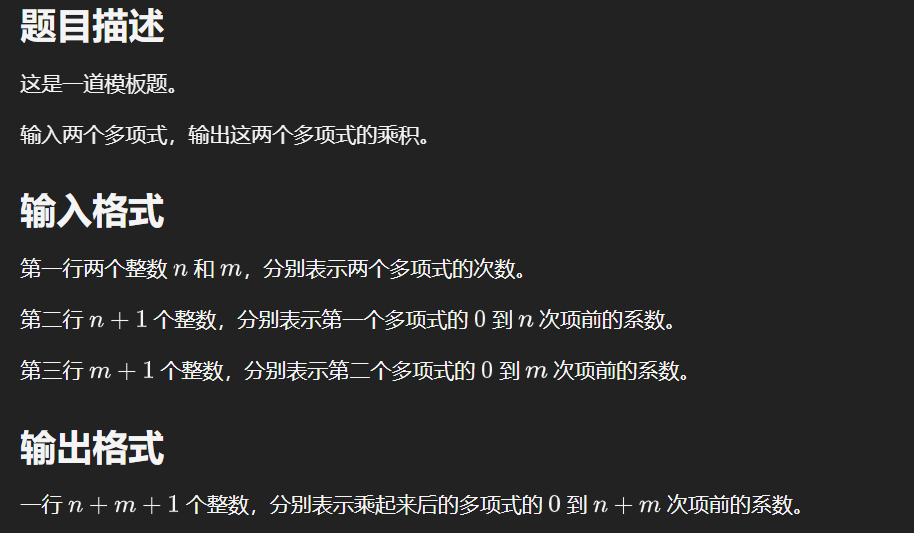 题目描述
这是一道模板题。
输入两个多项式，输出这两个多项式的乘积。
输入格式
第一行两个整数 n 和 m，分别表示两个多项式的次数。
第二行 n + 1 个整数，分别表示第一个多项式的 0 到 n 次项前的系数。
第三行 m + 1 个整数，分别表示第二个多项式的 0 到 m 次项前的系数。
输出格式
一行 n + m + 1 个整数，分别表示乘起来后的多项式的 0 到 n + m 次项前的系数。